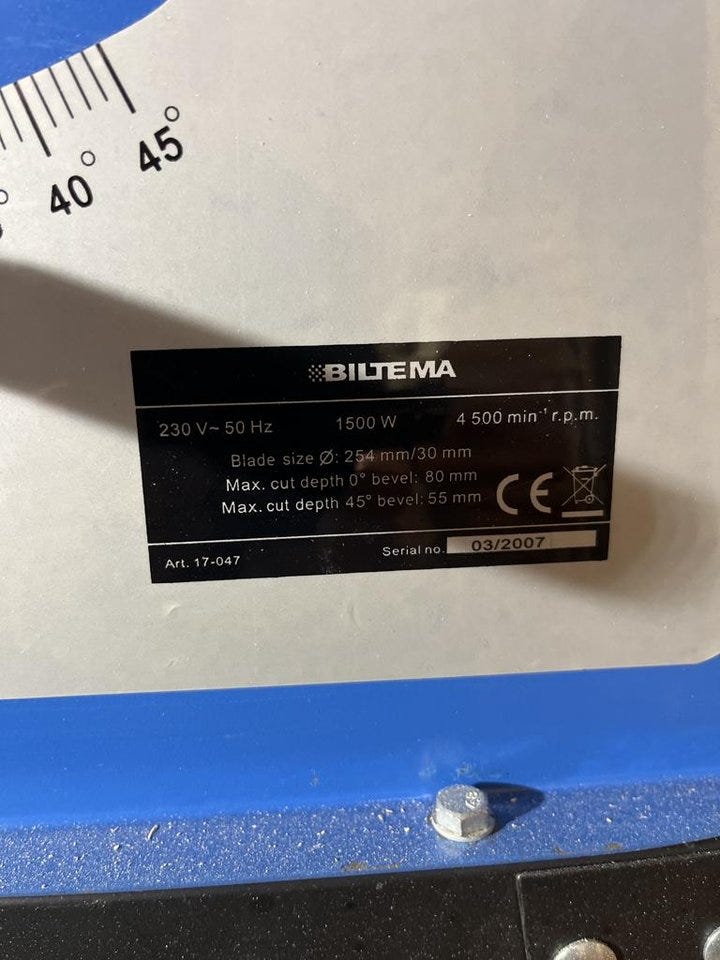 40° 45°
BILTEMA
230 V~ 50 Hz 1500 W 4 500 min⁻¹ r.p.m.
Blade size Ø: 254 mm/30 mm
Max. cut depth 0° bevel: 80 mm
Max. cut depth 45° bevel: 55 mm
CE
Art. 17-047 Serial no. 03/2007